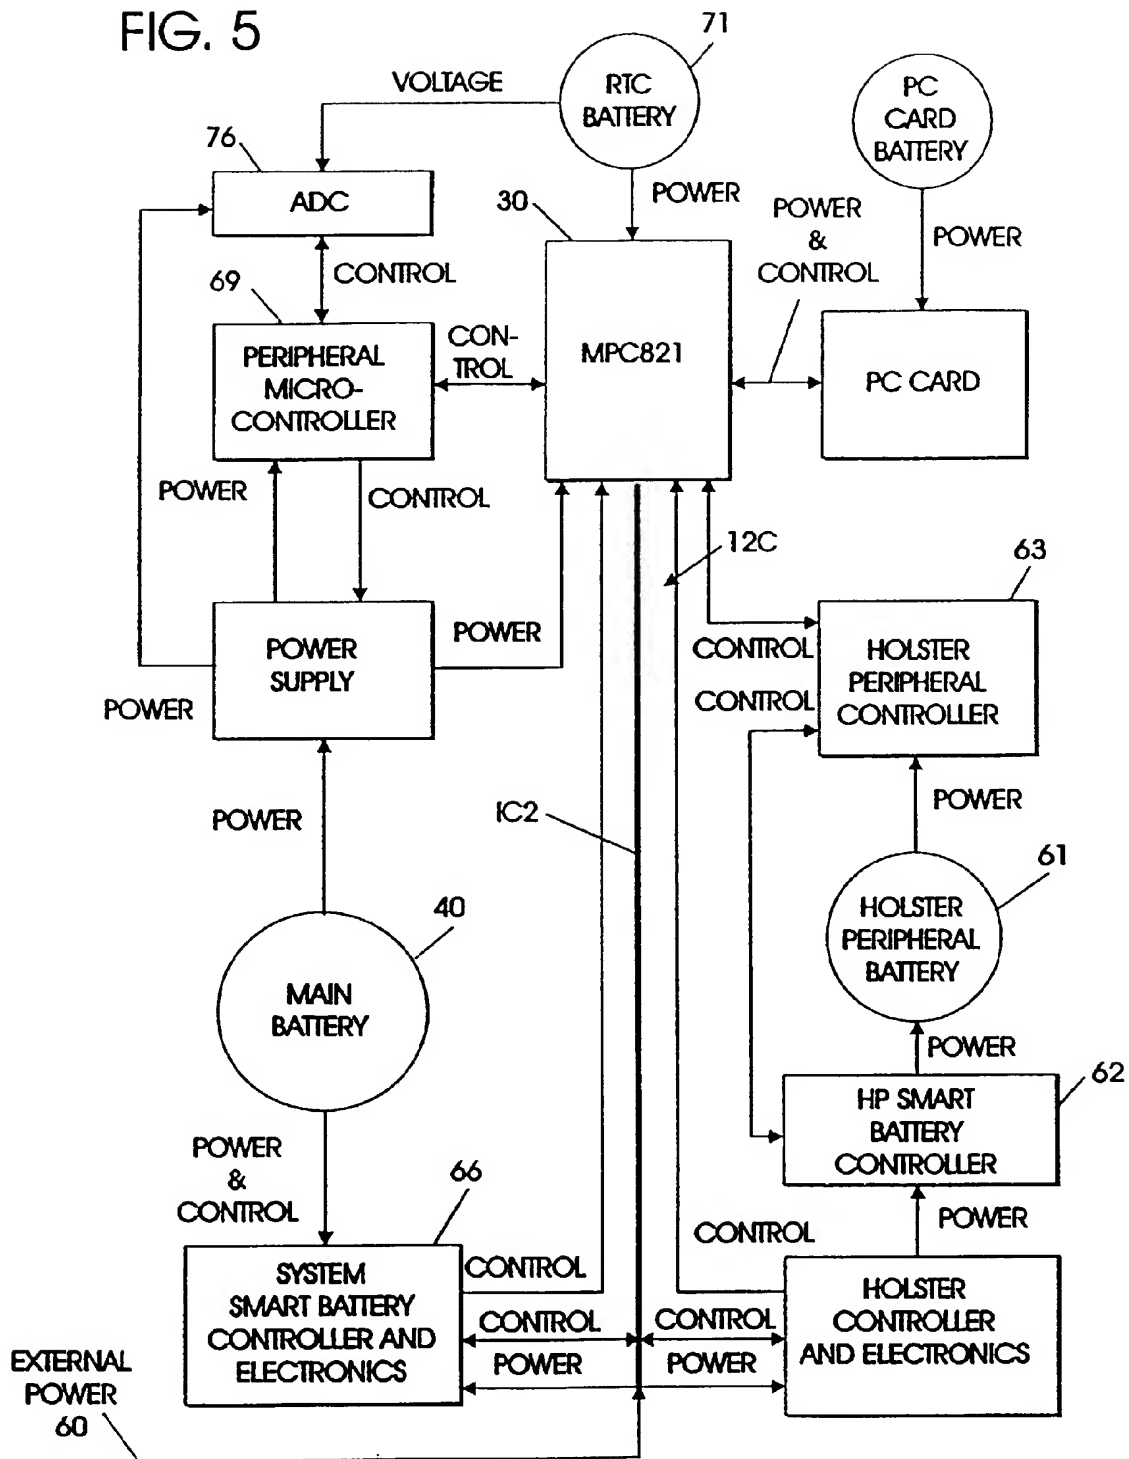 FIG. 5
71
VOLTAGE
RTC
BATTERY
PC
CARD
BATTERY
76
ADC
30
POWER
POWER
&
CONTROL
POWER
CONTROL
69
PERIPHERAL
MICRO-
CONTROLLER
CON-
TROL
MPC821
PC CARD
POWER
CONTROL
12C
63
POWER
SUPPLY
POWER
POWER
CONTROL
CONTROL
HOLSTER
PERIPHERAL
CONTROLLER
POWER
IC2
POWER
61
40
MAIN
BATTERY
HOLSTER
PERIPHERAL
BATTERY
POWER
62
HP SMART
BATTERY
CONTROLLER
POWER
&
CONTROL
66
POWER
CONTROL
SYSTEM
SMART BATTERY
CONTROLLER AND
ELECTRONICS
CONTROL
CONTROL
POWER
CONTROL
POWER
HOLSTER
CONTROLLER
AND ELECTRONICS
EXTERNAL
POWER
60